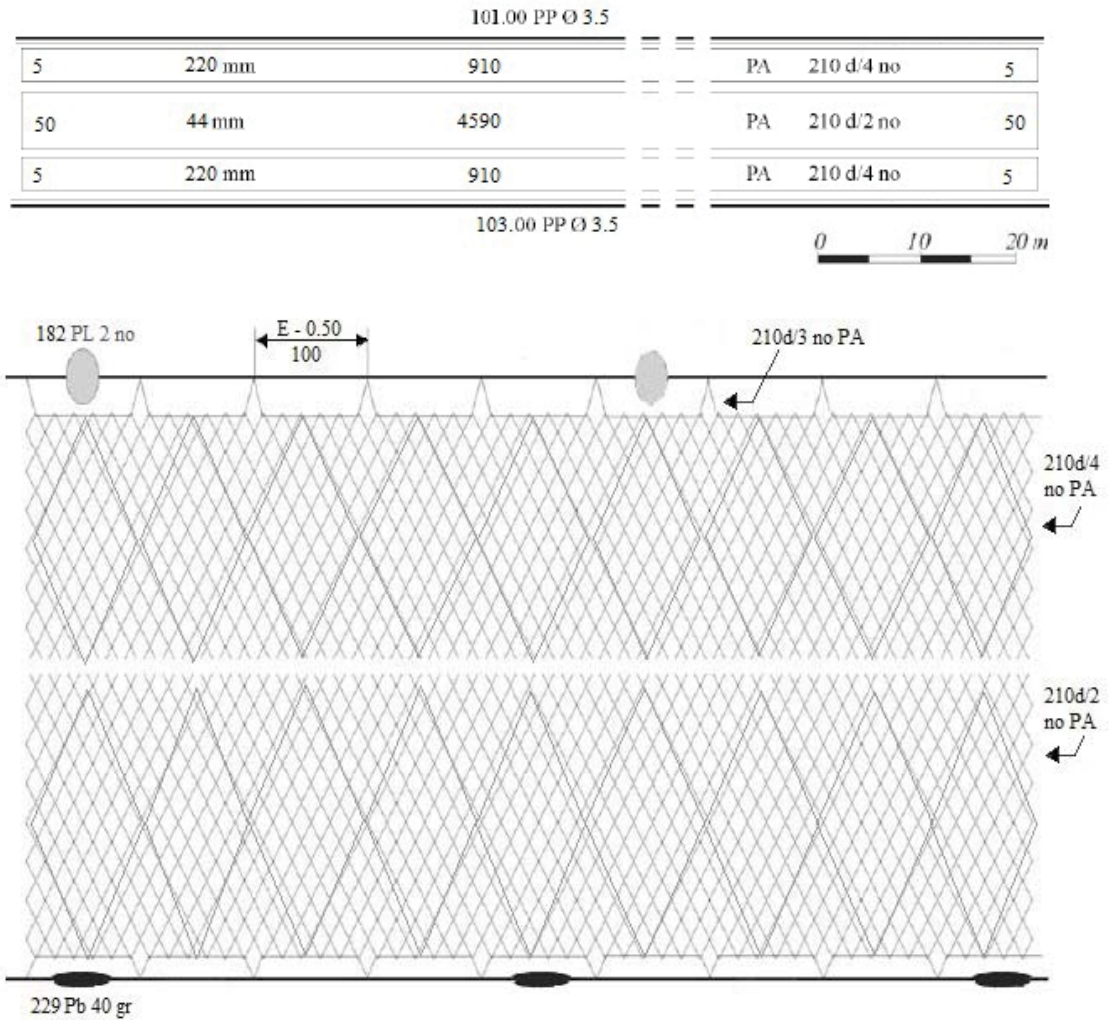 101.00 PP Ø 3.5
5 220 mm 910 PA 210 d/4 no 5
50 44 mm 4590 PA 210 d/2 no 50
5 220 mm 910 PA 210 d/4 no 5
103.00 PP Ø 3.5
0 10 20 m
182 PL 2 no
E - 0.50
100
210d/3 no PA
210d/4
no PA
210d/2
no PA
229 Pb 40 gr